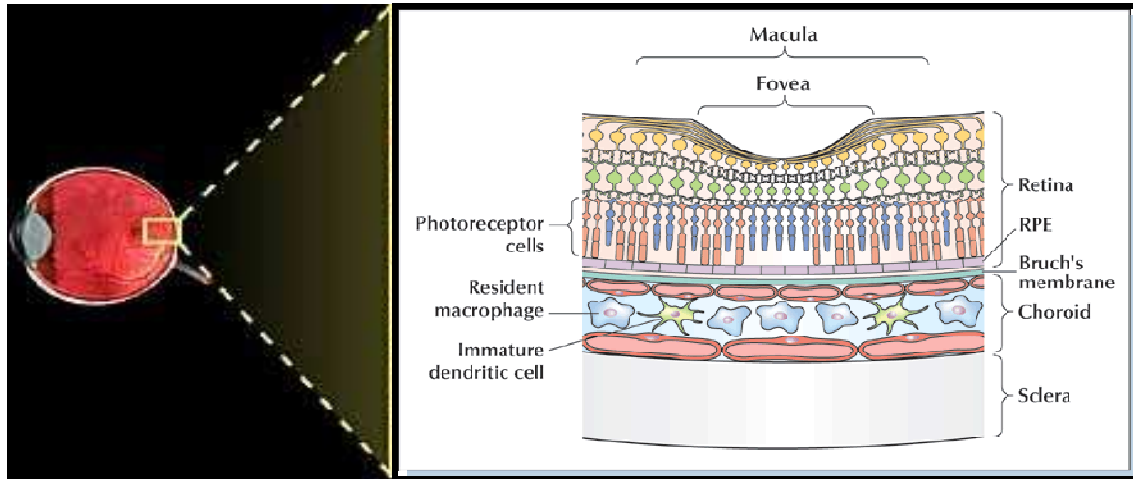 Macula
Fovea
Photoreceptor
cells
Resident
macrophage
Immature
dendritic cell
Retina
RPE
Bruch's
membrane
Choroid
Sclera